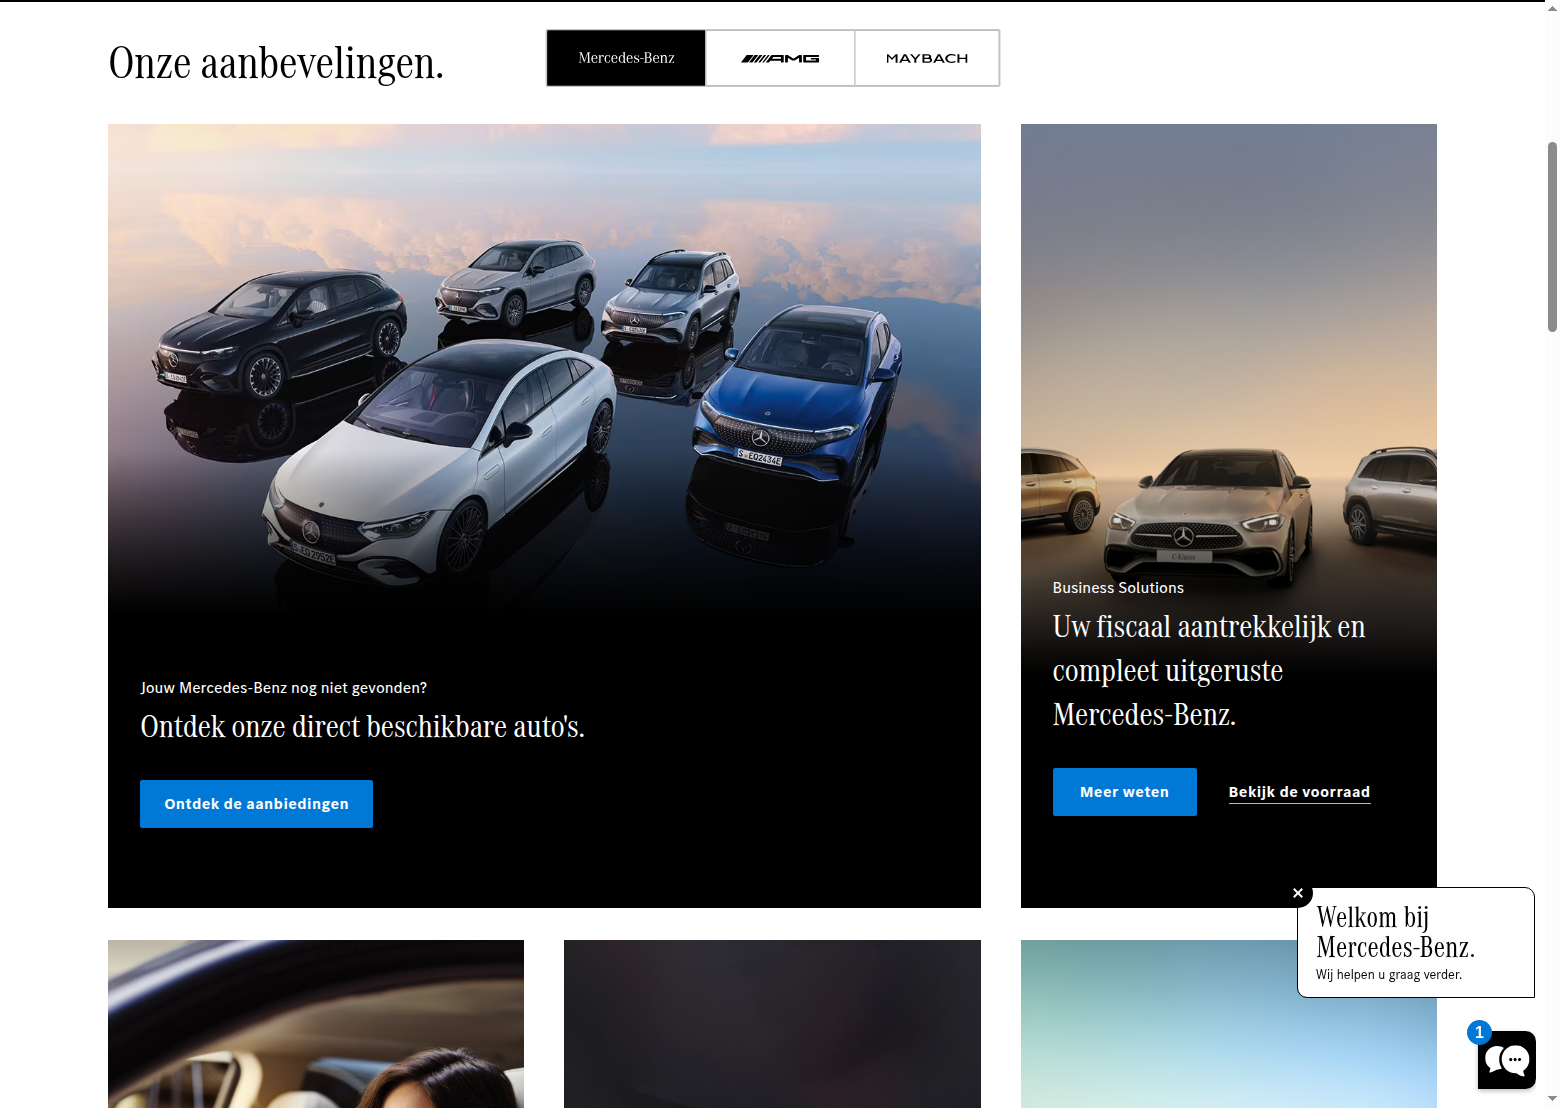 Onze aanbevelingen.
Mercedes-Benz
AMG
MAYBACH
S·EQ2434E
C-Klasse
Jouw Mercedes-Benz nog niet gevonden?
Ontdek onze direct beschikbare auto's.
Ontdek de aanbiedingen
Business Solutions
Uw fiscaal aantrekkelijk en
compleet uitgeruste
Mercedes-Benz.
Meer weten
Bekijk de voorraad
Welkom bij
Mercedes-Benz.
Wij helpen u graag verder.
1